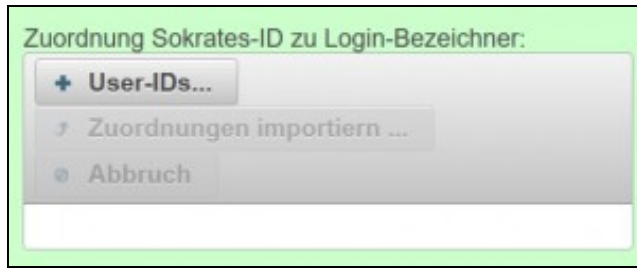 Zuordnung Sokrates-ID zu Login-Bezeichner:
User-IDs...
Zuordnungen importiern ...
Abbruch